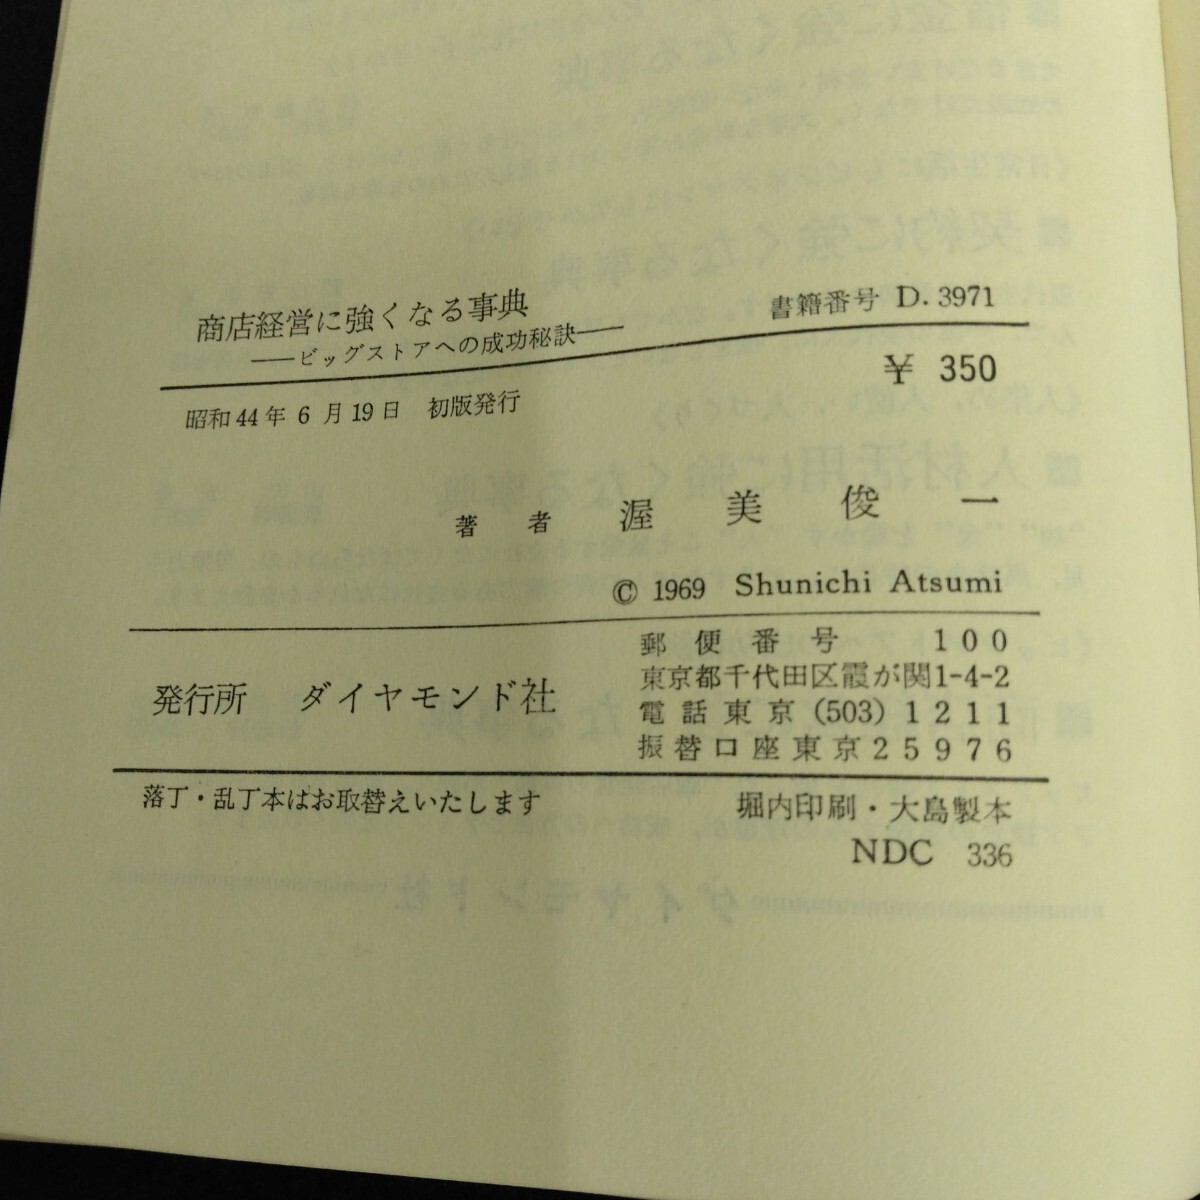 商店経営に強くなる事典
——ビッグストアへの成功秘訣——
書籍番号 D.3971
¥ 350
昭和44年6月19日 初版発行
著者 渥美俊一
© 1969 Shunichi Atsumi
発行所 ダイヤモンド社
郵便番号 100
東京都千代田区霞が関1-4-2
電話東京(503)1211
振替口座東京25976
落丁・乱丁本はお取替えいたします
堀内印刷・大島製本
NDC 336